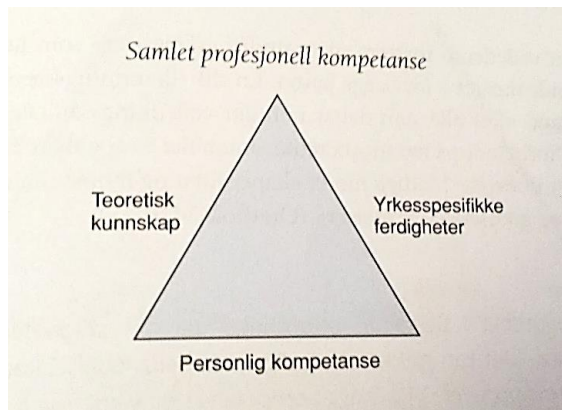 Samlet profesjonell kompetanse
Teoretisk
kunnskap
Yrkesspesifikke
ferdigheter
Personlig kompetanse